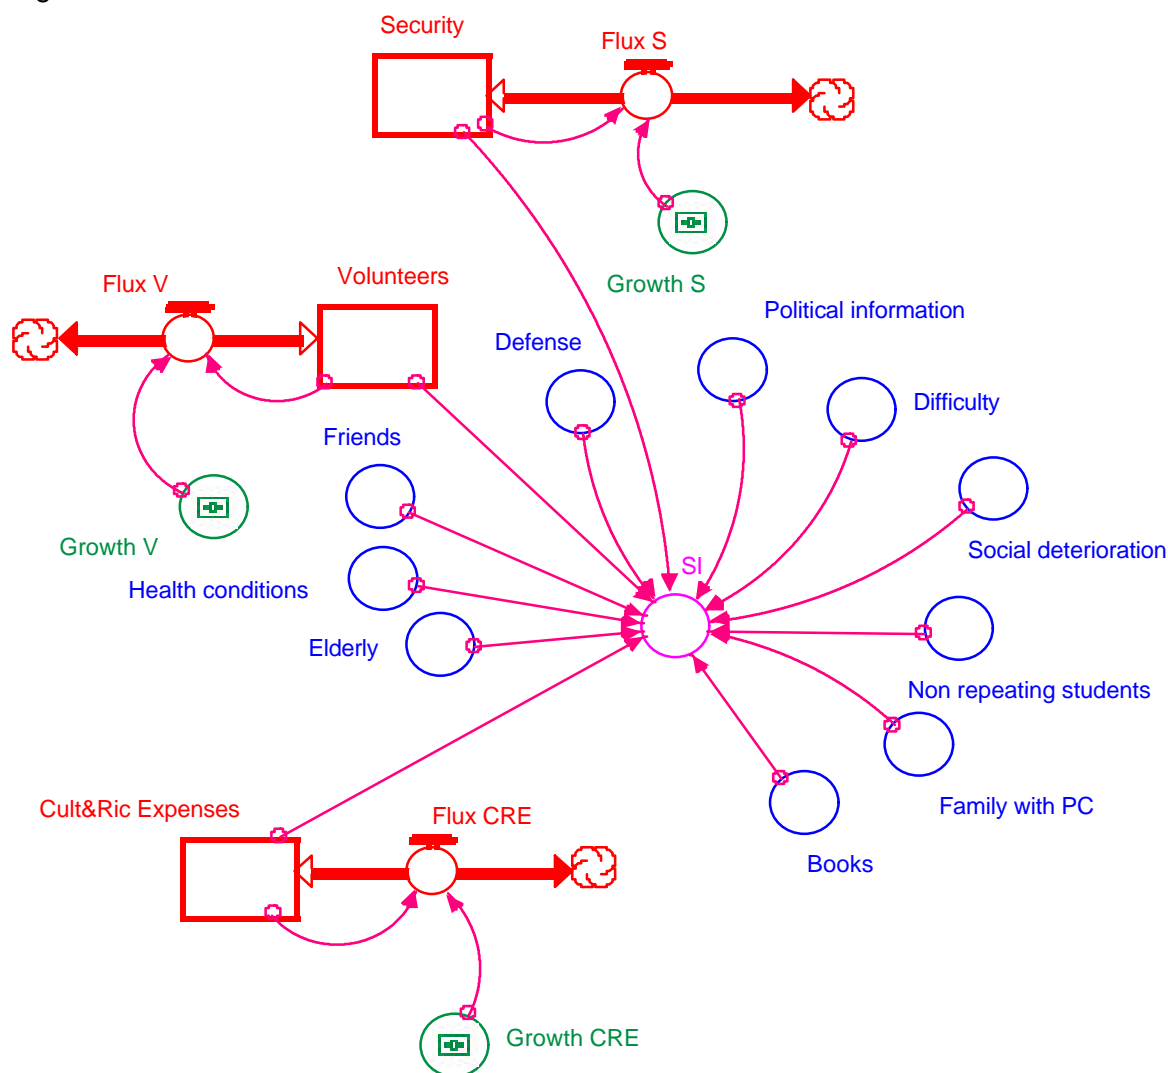 Security
Flux S
Growth S
Flux V
Volunteers
Political information
Defense
Difficulty
Friends
Growth V
Social deterioration
SI
Health conditions
Elderly
Non repeating students
Cult&Ric Expenses
Flux CRE
Family with PC
Books
Growth CRE